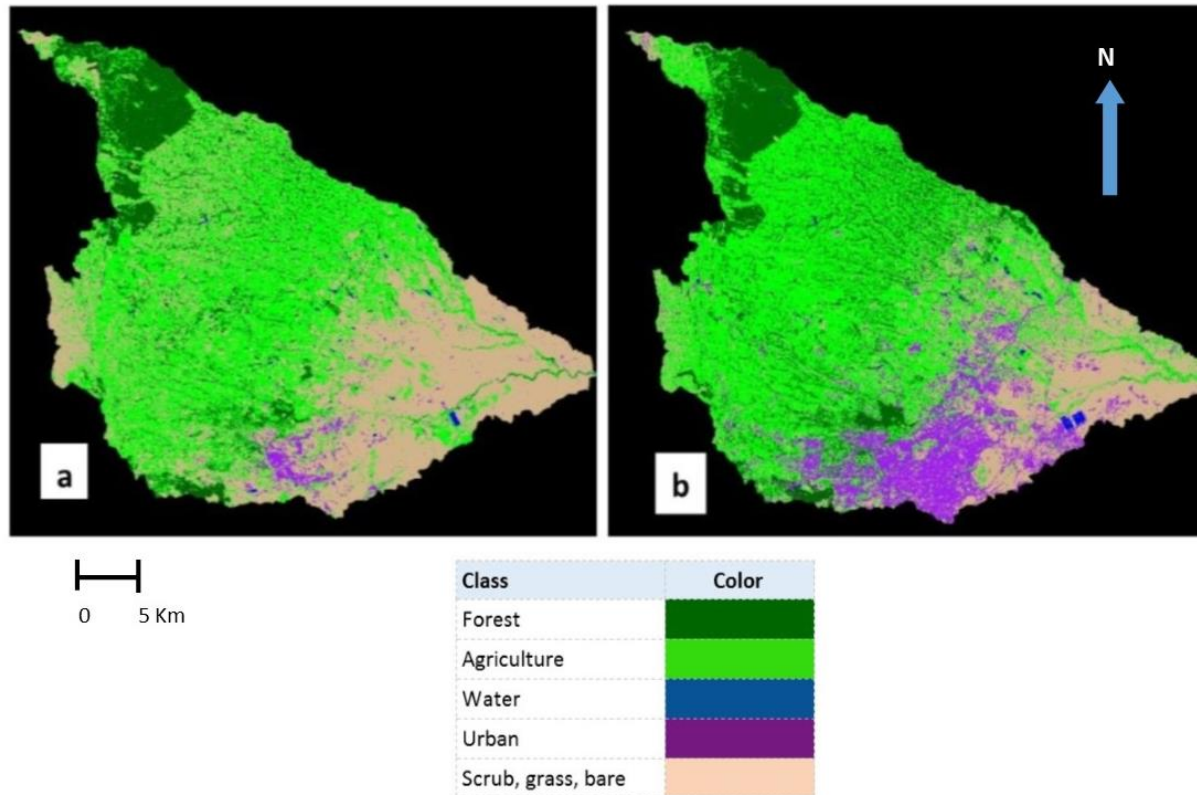 N
a
b
0 5 Km
Class Color
Forest
Agriculture
Water
Urban
Scrub, grass, bare